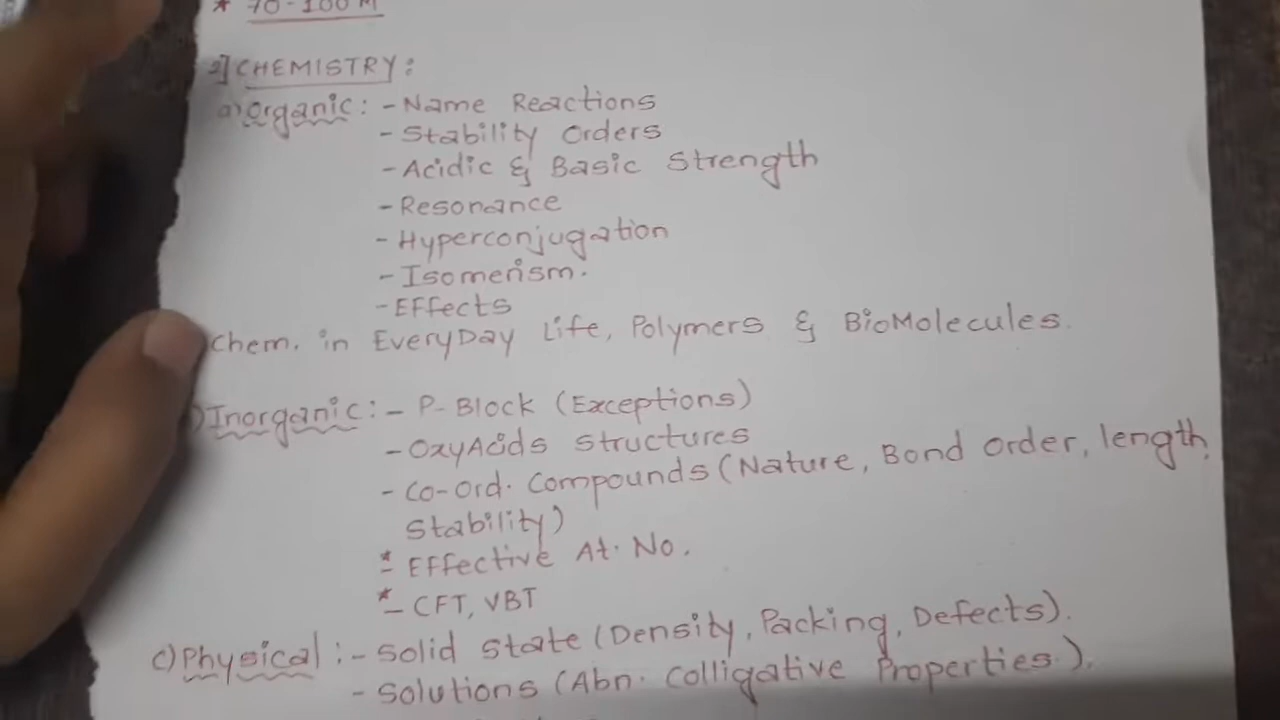 * 70-100 M
2] CHEMISTRY:
a) Organic: - Name Reactions
- Stability Orders
- Acidic & Basic Strength
- Resonance
- Hyperconjugation
- Isomerism.
- Effects
Chem. in EveryDay Life, Polymers & BioMolecules.
b) Inorganic: - P-Block (Exceptions)
- OxyAcids structures
- Co-Ord. Compounds (Nature, Bond order, length,
Stability)
* - Effective At. No.
* - CFT, VBT
c) Physical: - Solid State (Density, Packing, Defects).
- Solutions (Abn. Colligative Properties.).